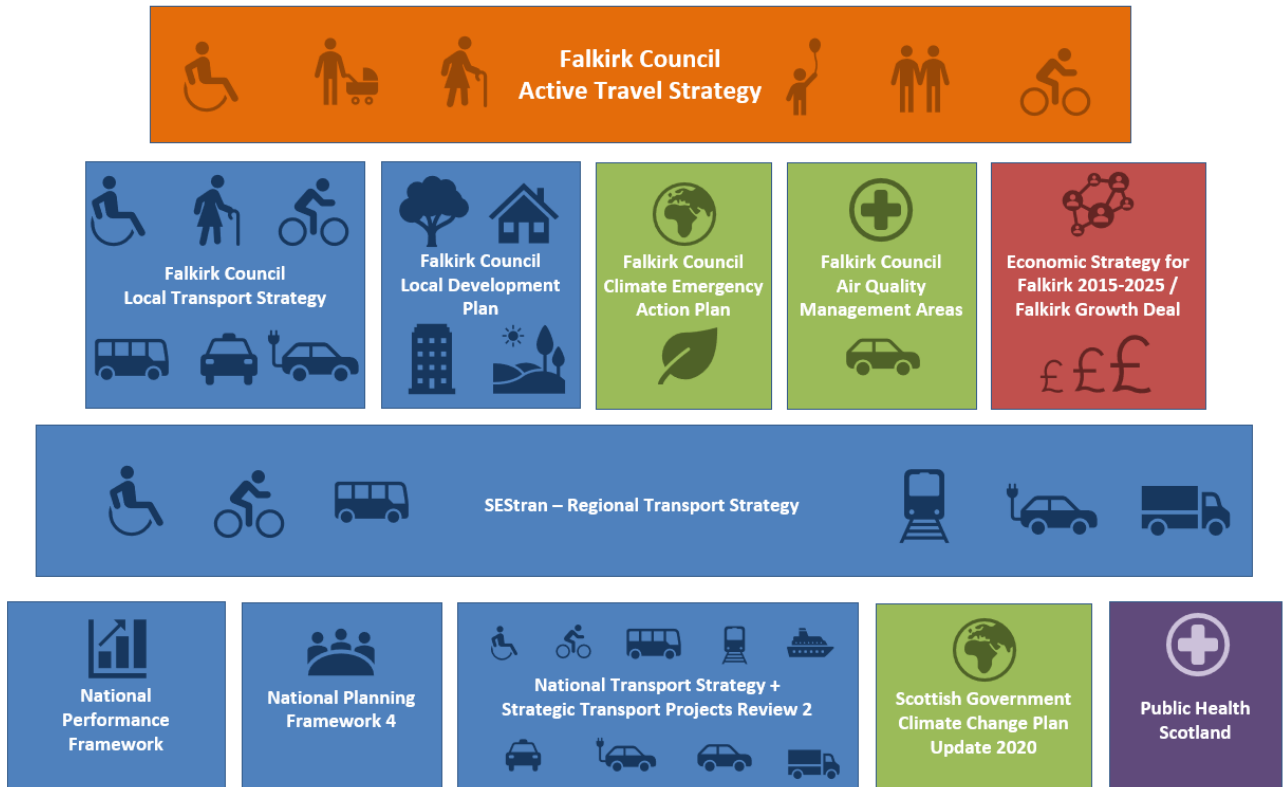 Falkirk Council
Active Travel Strategy
Falkirk Council
Local Transport Strategy
Falkirk Council
Local Development
Plan
Falkirk Council
Climate Emergency
Action Plan
Falkirk Council
Air Quality
Management Areas
Economic Strategy for
Falkirk 2015-2025 /
Falkirk Growth Deal
£ £ £
SEStran – Regional Transport Strategy
National
Performance
Framework
National Planning
Framework 4
National Transport Strategy +
Strategic Transport Projects Review 2
Scottish Government
Climate Change Plan
Update 2020
Public Health
Scotland